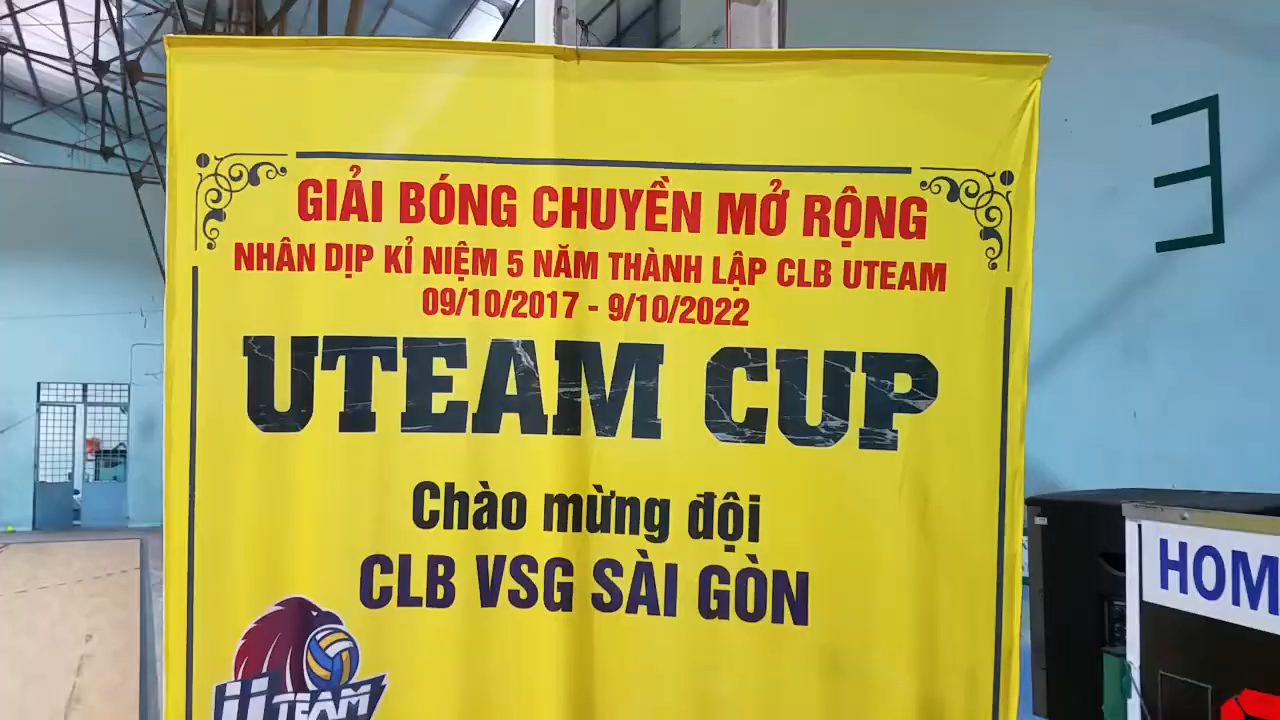 GIẢI BÓNG CHUYỀN MỞ RỘNG
NHÂN DỊP KỈ NIỆM 5 NĂM THÀNH LẬP CLB UTEAM
09/10/2017 - 9/10/2022
UTEAM CUP
Chào mừng đội
CLB VSG SÀI GÒN
UTEAM
HOM